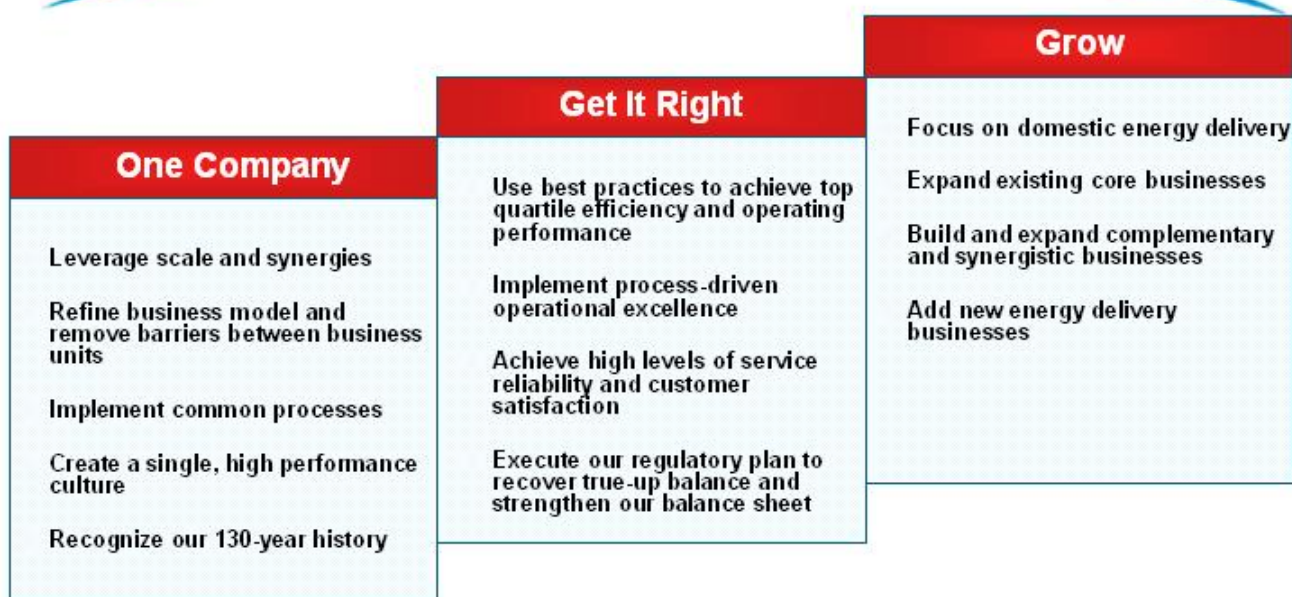 One Company
Leverage scale and synergies
Refine business model and
remove barriers between business
units
Implement common processes
Create a single, high performance
culture
Recognize our 130-year history
Get It Right
Use best practices to achieve top
quartile efficiency and operating
performance
Implement process-driven
operational excellence
Achieve high levels of service
reliability and customer
satisfaction
Execute our regulatory plan to
recover true-up balance and
strengthen our balance sheet
Grow
Focus on domestic energy delivery
Expand existing core businesses
Build and expand complementary
and synergistic businesses
Add new energy delivery
businesses